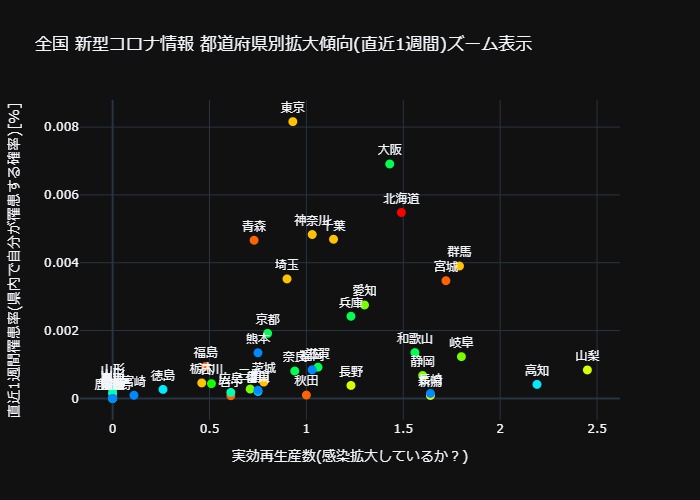 全国 新型コロナ情報 都道府県別拡大傾向(直近1週間)ズーム表示
直近1週間罹患率(県内で自分が罹患する確率)[%]
0.008
0.006
0.004
0.002
0
東京
大阪
北海道
青森
神奈川
千葉
群馬
宮城
埼玉
愛知
兵庫
京都
熊本
和歌山
岐阜
福島
奈良
滋賀
静岡
茨城
山形
宮崎
徳島
栃木
石川
秋田
長野
高知
山梨
0
0.5
1
1.5
2
2.5
実効再生産数(感染拡大しているか？)